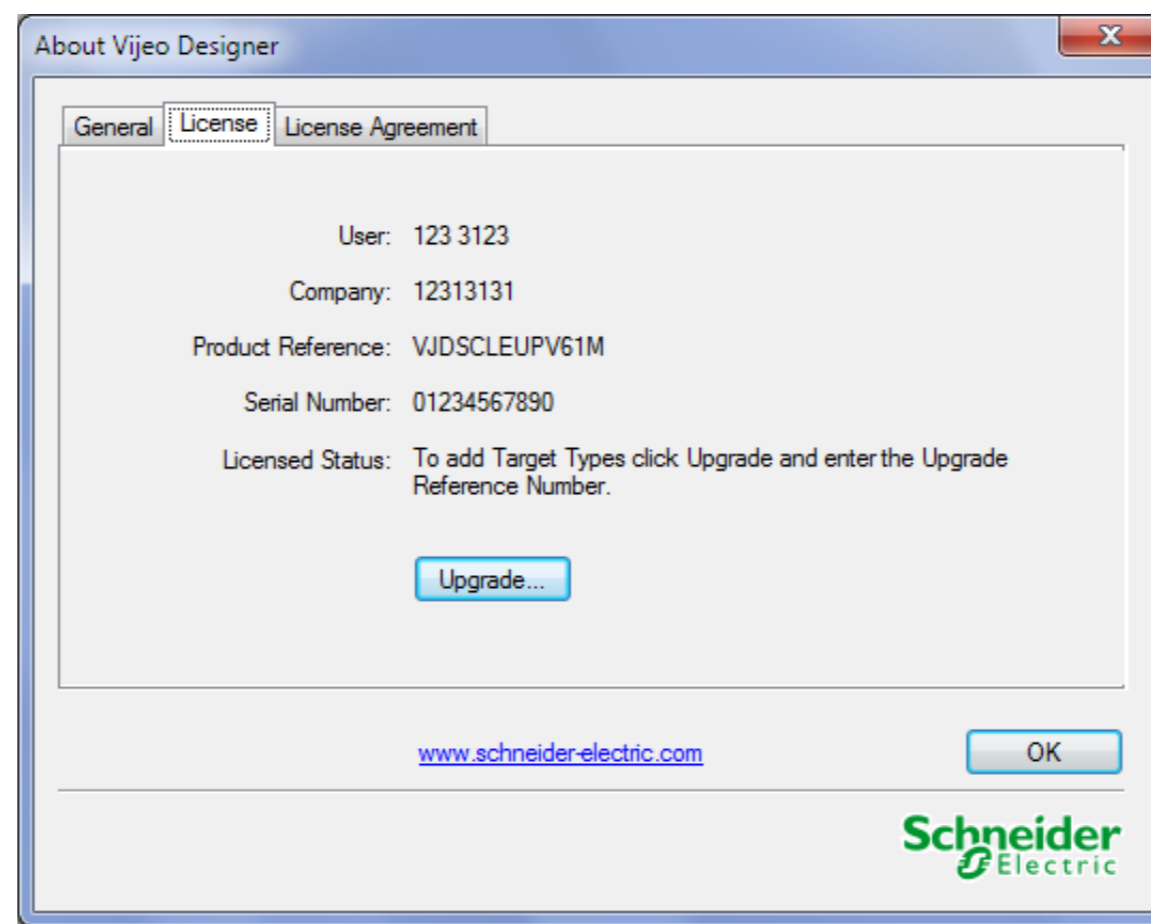 About Vijeo Designer
General License License Agreement
User: 123 3123
Company: 12313131
Product Reference: VJDSCLEUPV61M
Serial Number: 01234567890
Licensed Status: To add Target Types click Upgrade and enter the Upgrade
Reference Number.
Upgrade...
www.schneider-electric.com OK
Schneider
Electric